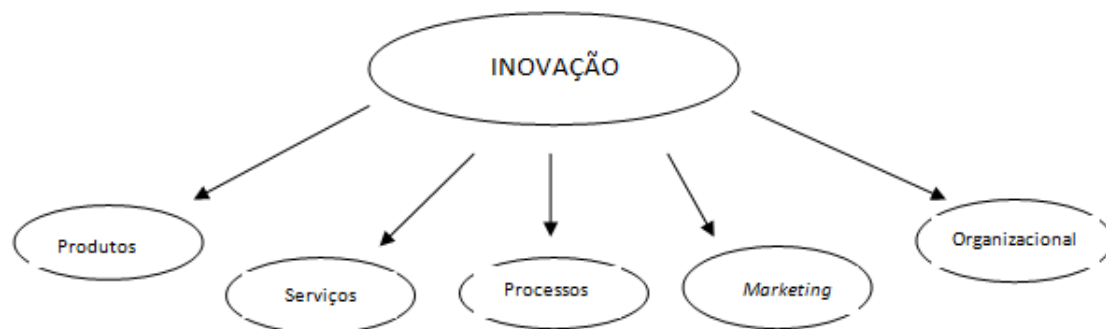 INOVAÇÃO
Produtos
Serviços
Processos
Marketing
Organizacional